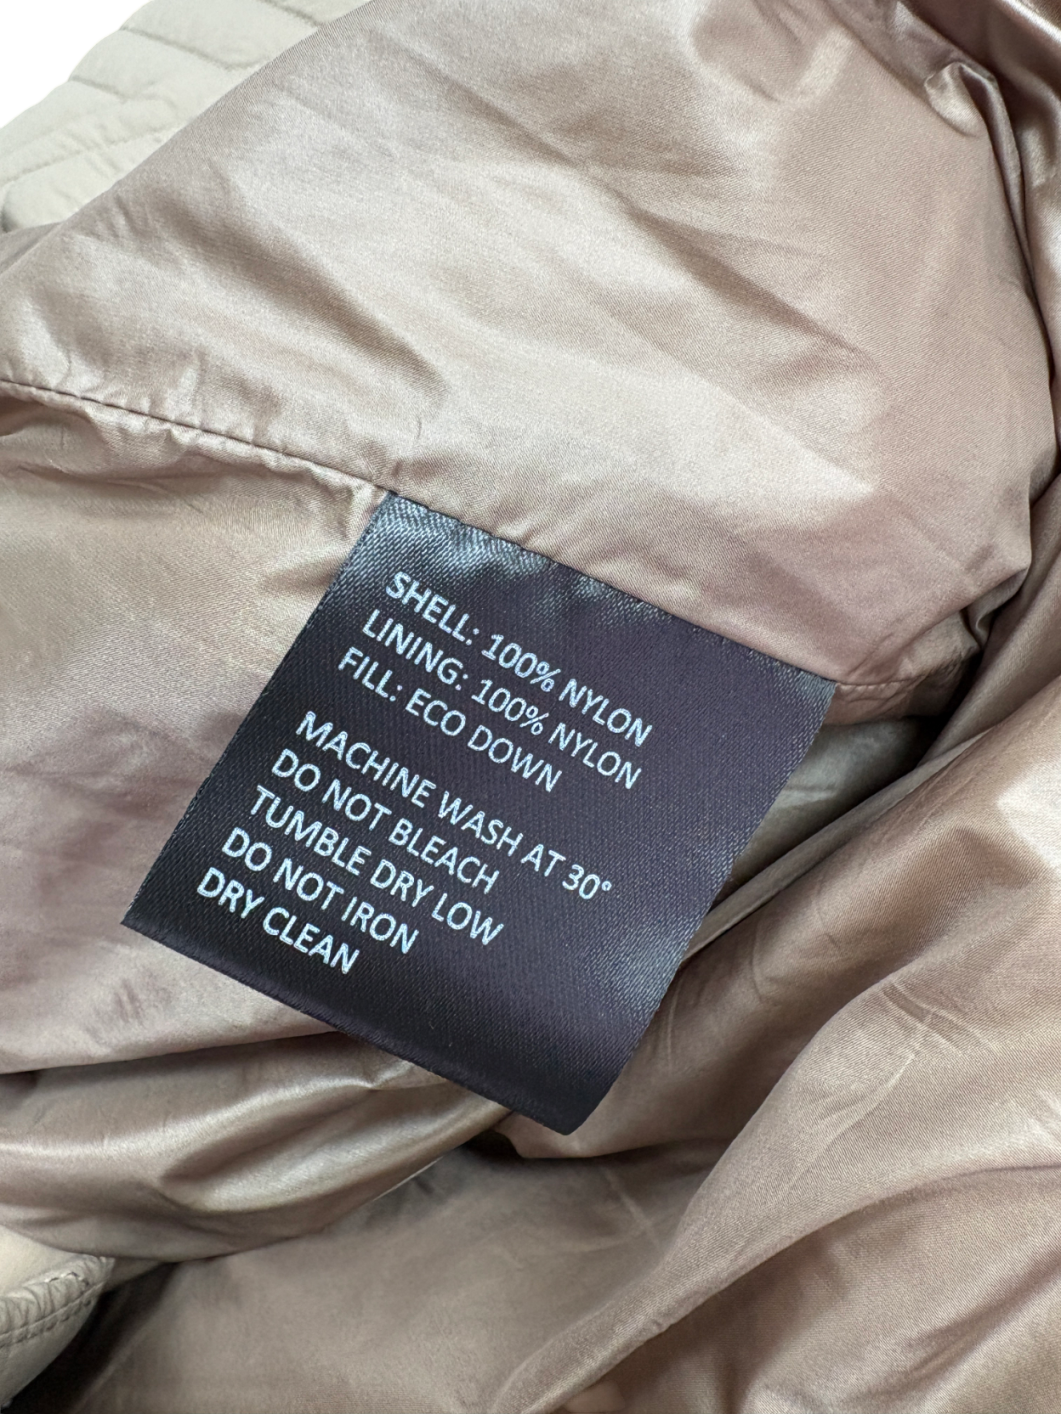 SHELL: 100% NYLON
LINING: 100% NYLON
FILL: ECO DOWN
MACHINE WASH AT 30°
DO NOT BLEACH
TUMBLE DRY LOW
DO NOT IRON
DRY CLEAN